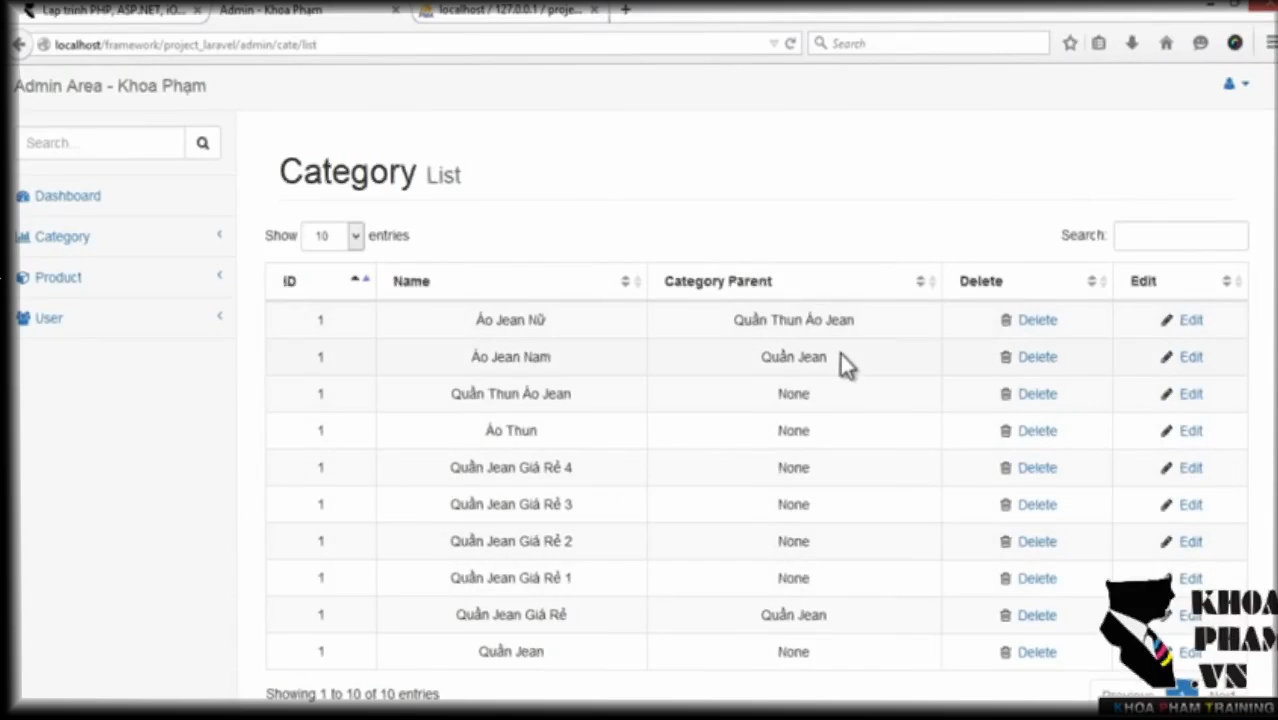 Lập trình PHP, ASP.NET, iO... Admin - Khoa Phạm localhost / 127.0.0.1 / proje...
localhost/framework/project_laravel/admin/cate/list Search
Admin Area - Khoa Phạm
Search...
Dashboard
Category
Product
User
Category List
Show 10 entries Search:
ID Name Category Parent Delete Edit
1 Áo Jean Nữ Quần Thun Áo Jean Delete Edit
1 Áo Jean Nam Quần Jean Delete Edit
1 Quần Thun Áo Jean None Delete Edit
1 Áo Thun None Delete Edit
1 Quần Jean Giá Rẻ 4 None Delete Edit
1 Quần Jean Giá Rẻ 3 None Delete Edit
1 Quần Jean Giá Rẻ 2 None Delete Edit
1 Quần Jean Giá Rẻ 1 None Delete Edit
1 Quần Jean Giá Rẻ Quần Jean Delete
1 Quần Jean None Delete Edit
Showing 1 to 10 of 10 entries
KHOA
PHAM
.VN
KHOA PHAM TRAINING